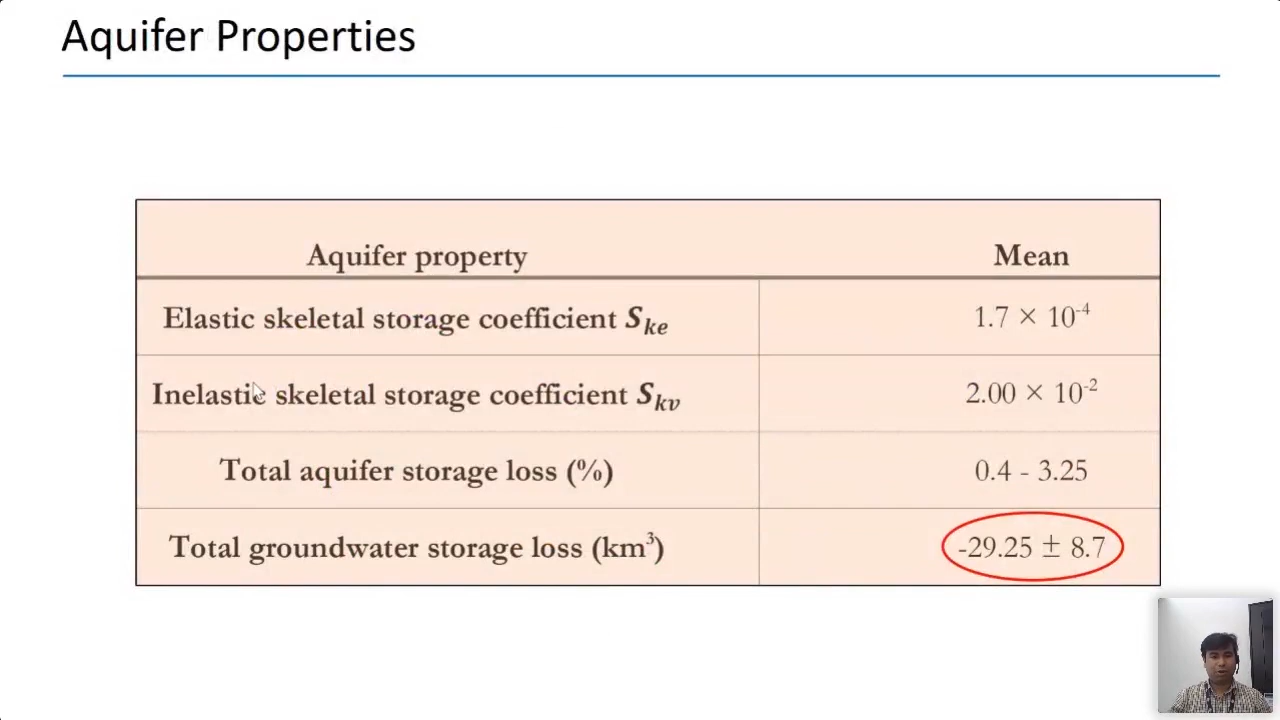 Aquifer Properties
Aquifer property Mean
Elastic skeletal storage coefficient Sₖₑ 1.7 × 10⁻⁴
Inelastic skeletal storage coefficient Sₖᵥ 2.00 × 10⁻²
Total aquifer storage loss (%) 0.4 - 3.25
Total groundwater storage loss (km³) -29.25 ± 8.7